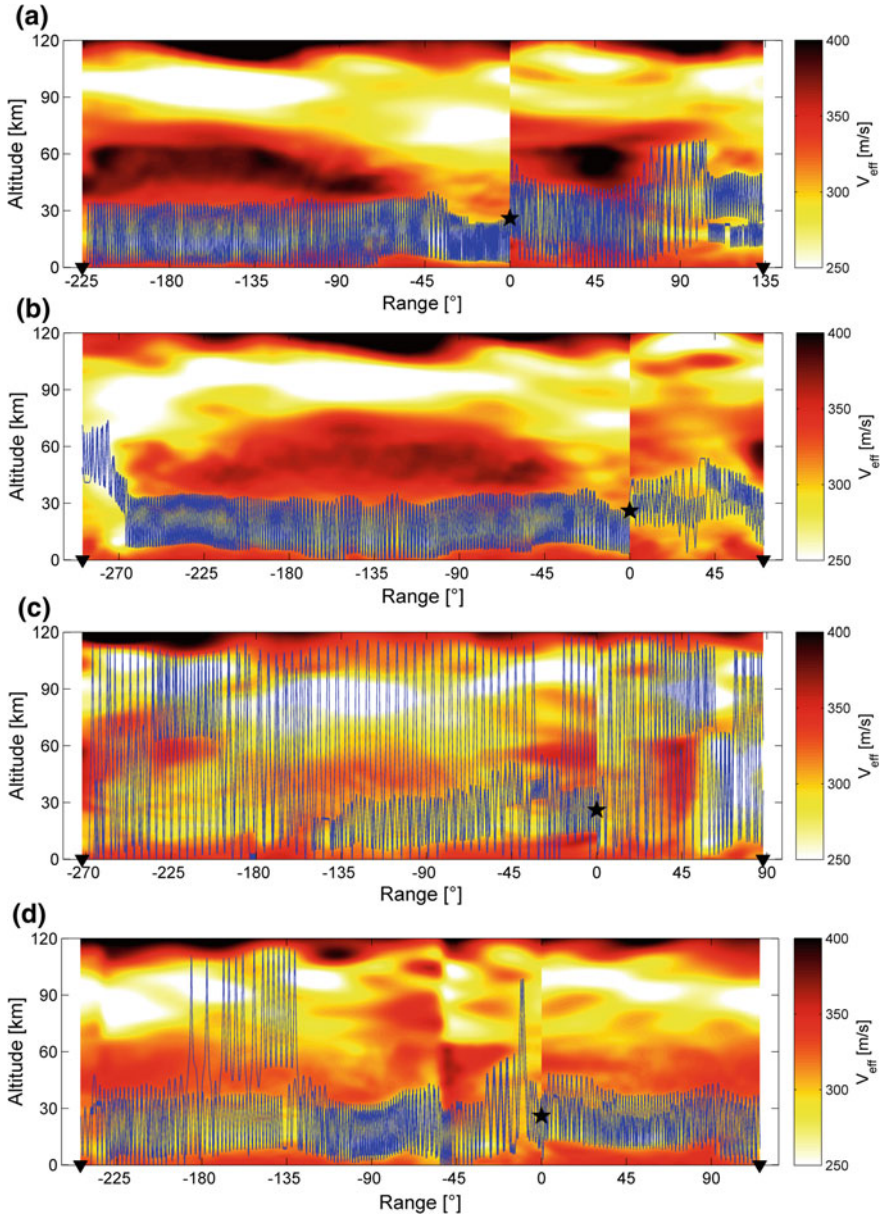 (a)
120
90
60
30
0
Altitude [km]
-225 -180 -135 -90 -45 0 45 90 135
Range [°]
400
350
300
250
V_eff [m/s]
(b)
120
90
60
30
0
Altitude [km]
-270 -225 -180 -135 -90 -45 0 45
Range [°]
400
350
300
250
V_eff [m/s]
(c)
120
90
60
30
0
Altitude [km]
-270 -225 -180 -135 -90 -45 0 45 90
Range [°]
400
350
300
250
V_eff [m/s]
(d)
120
90
60
30
0
Altitude [km]
-225 -180 -135 -90 -45 0 45 90
Range [°]
400
350
300
250
V_eff [m/s]